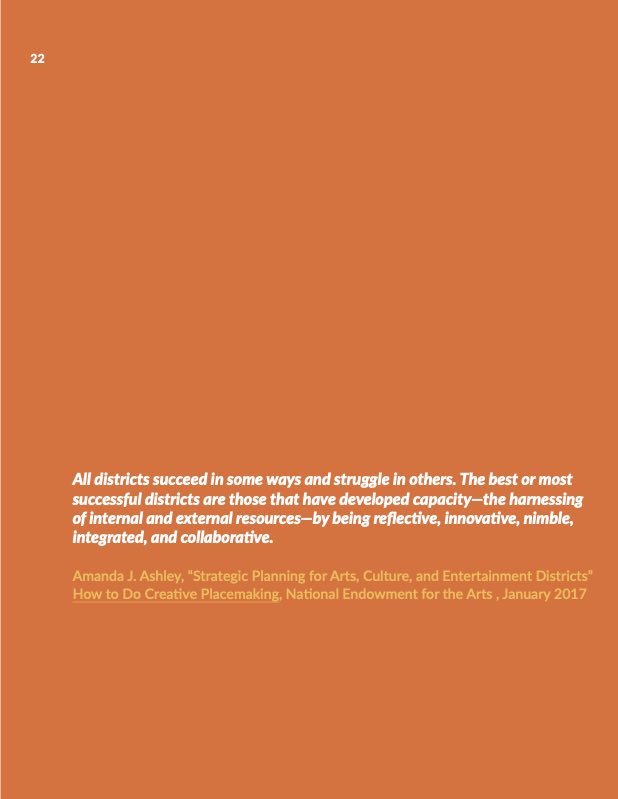 22
All districts succeed in some ways and struggle in others. The best or most
successful districts are those that have developed capacity—the harnessing
of internal and external resources—by being reflective, innovative, nimble,
integrated, and collaborative.
Amanda J. Ashley, “Strategic Planning for Arts, Culture, and Entertainment Districts”
How to Do Creative Placemaking, National Endowment for the Arts , January 2017